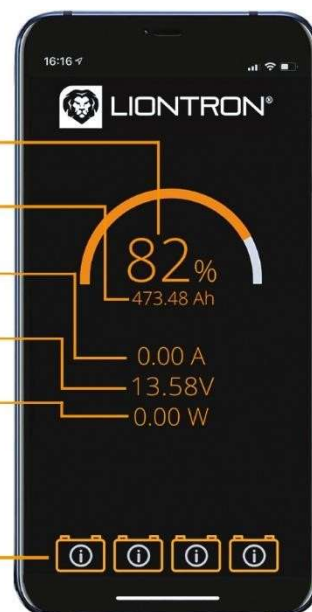 16:16
LIONTRON®
82%
473.48 Ah
0.00 A
13.58V
0.00 W